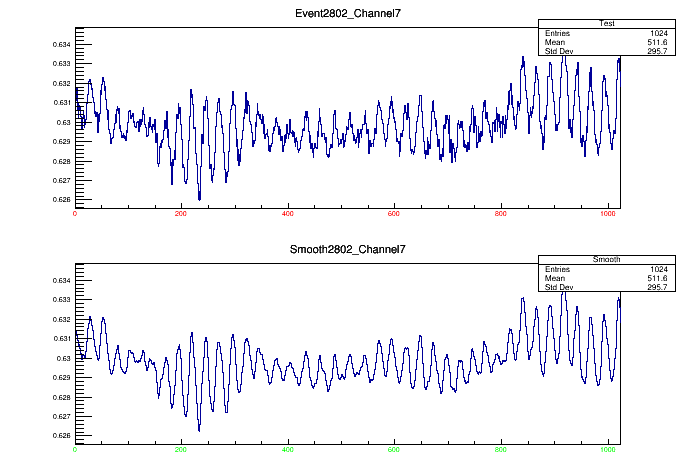 Event2802_Channel7
Test
Entries 1024
Mean 511.6
Std Dev 295.7
0.634
0.633
0.632
0.631
0.63
0.629
0.628
0.627
0.626
0 200 400 600 800 1000
Smooth2802_Channel7
Smooth
Entries 1024
Mean 511.6
Std Dev 295.7
0.634
0.633
0.632
0.631
0.63
0.629
0.628
0.627
0.626
0 200 400 600 800 1000